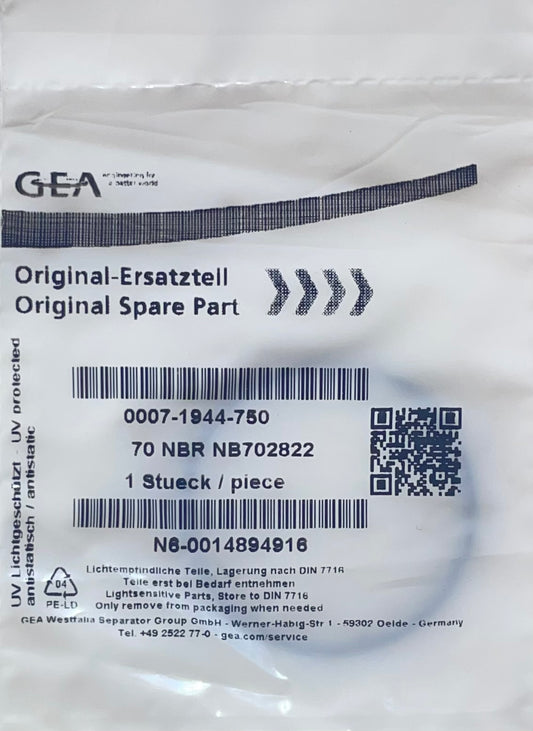 GEA
engineering for
a better world
Original-Ersatzteil
Original Spare Part
0007-1944-750
70 NBR NB702822
1 Stueck / piece
N6-0014894916
UV Lichtgeschützt - UV protected
antistatisch / antistatic
04
PE-LD
Lichtempfindliche Teile, Lagerung nach DIN 7716
Teile erst bei Bedarf entnehmen
Lightsensitive Parts, Store to DIN 7716
Only remove from packaging when needed
GEA Westfalia Separator Group GmbH - Werner-Habig-Str 1 - 59302 Oelde - Germany
Tel. +49 2522 77-0 - gea.com/service